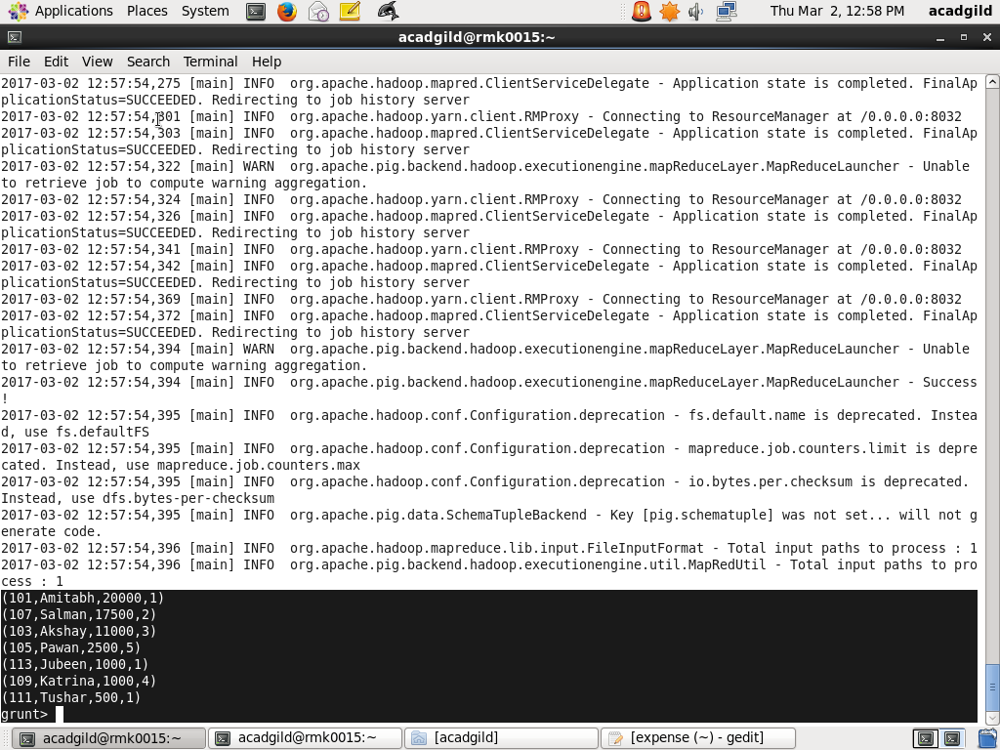 Applications Places System Thu Mar 2, 12:58 PM acadgild
acadgild@rmk0015:~
File Edit View Search Terminal Help
2017-03-02 12:57:54,275 [main] INFO  org.apache.hadoop.mapred.ClientServiceDelegate - Application state is completed. FinalAp
plicationStatus=SUCCEEDED. Redirecting to job history server
2017-03-02 12:57:54,301 [main] INFO  org.apache.hadoop.yarn.client.RMProxy - Connecting to ResourceManager at /0.0.0.0:8032
2017-03-02 12:57:54,303 [main] INFO  org.apache.hadoop.mapred.ClientServiceDelegate - Application state is completed. FinalAp
plicationStatus=SUCCEEDED. Redirecting to job history server
2017-03-02 12:57:54,322 [main] WARN  org.apache.pig.backend.hadoop.executionengine.mapReduceLayer.MapReduceLauncher - Unable
to retrieve job to compute warning aggregation.
2017-03-02 12:57:54,324 [main] INFO  org.apache.hadoop.yarn.client.RMProxy - Connecting to ResourceManager at /0.0.0.0:8032
2017-03-02 12:57:54,326 [main] INFO  org.apache.hadoop.mapred.ClientServiceDelegate - Application state is completed. FinalAp
plicationStatus=SUCCEEDED. Redirecting to job history server
2017-03-02 12:57:54,341 [main] INFO  org.apache.hadoop.yarn.client.RMProxy - Connecting to ResourceManager at /0.0.0.0:8032
2017-03-02 12:57:54,342 [main] INFO  org.apache.hadoop.mapred.ClientServiceDelegate - Application state is completed. FinalAp
plicationStatus=SUCCEEDED. Redirecting to job history server
2017-03-02 12:57:54,369 [main] INFO  org.apache.hadoop.yarn.client.RMProxy - Connecting to ResourceManager at /0.0.0.0:8032
2017-03-02 12:57:54,372 [main] INFO  org.apache.hadoop.mapred.ClientServiceDelegate - Application state is completed. FinalAp
plicationStatus=SUCCEEDED. Redirecting to job history server
2017-03-02 12:57:54,394 [main] WARN  org.apache.pig.backend.hadoop.executionengine.mapReduceLayer.MapReduceLauncher - Unable
to retrieve job to compute warning aggregation.
2017-03-02 12:57:54,394 [main] INFO  org.apache.pig.backend.hadoop.executionengine.mapReduceLayer.MapReduceLauncher - Success
!
2017-03-02 12:57:54,395 [main] INFO  org.apache.hadoop.conf.Configuration.deprecation - fs.default.name is deprecated. Instea
d, use fs.defaultFS
2017-03-02 12:57:54,395 [main] INFO  org.apache.hadoop.conf.Configuration.deprecation - mapreduce.job.counters.limit is depre
cated. Instead, use mapreduce.job.counters.max
2017-03-02 12:57:54,395 [main] INFO  org.apache.hadoop.conf.Configuration.deprecation - io.bytes.per.checksum is deprecated.
Instead, use dfs.bytes-per-checksum
2017-03-02 12:57:54,395 [main] INFO  org.apache.pig.data.SchemaTupleBackend - Key [pig.schematuple] was not set... will not g
enerate code.
2017-03-02 12:57:54,396 [main] INFO  org.apache.hadoop.mapreduce.lib.input.FileInputFormat - Total input paths to process : 1
2017-03-02 12:57:54,396 [main] INFO  org.apache.pig.backend.hadoop.executionengine.util.MapRedUtil - Total input paths to pro
cess : 1
(101,Amitabh,20000,1)
(107,Salman,17500,2)
(103,Akshay,11000,3)
(105,Pawan,2500,5)
(113,Jubeen,1000,1)
(109,Katrina,1000,4)
(111,Tushar,500,1)
grunt>
acadgild@rmk0015:~ acadgild@rmk0015:~ [acadgild] [expense (~) - gedit]